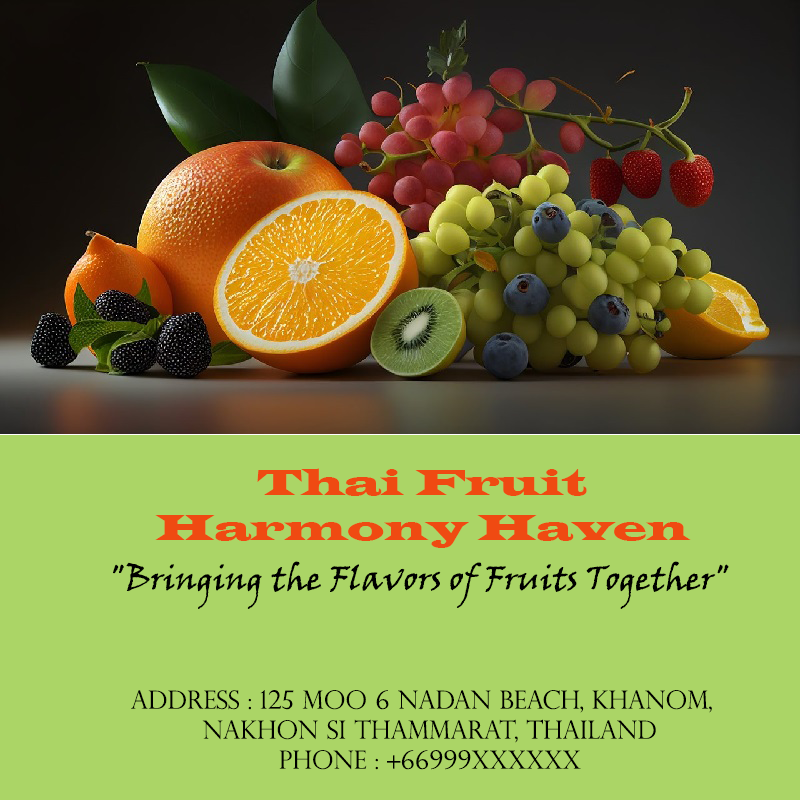 Thai Fruit
Harmony Haven
"Bringing the Flavors of Fruits Together"
ADDRESS : 125 MOO 6 NADAN BEACH, KHANOM,
NAKHON SI THAMMARAT, THAILAND
PHONE : +66999XXXXXX